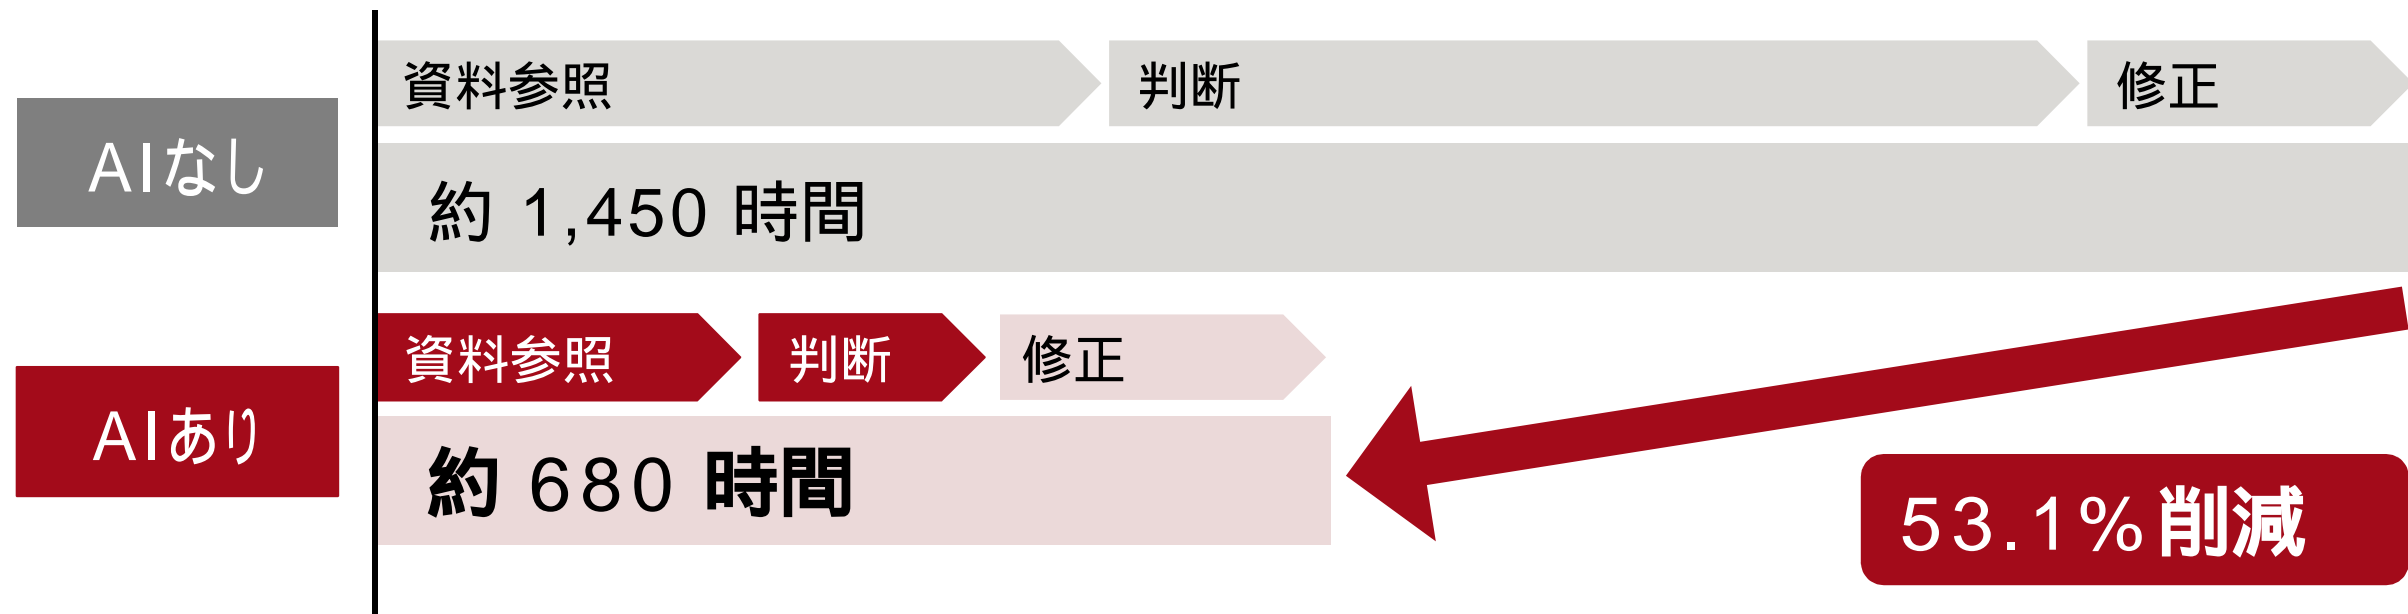 資料参照
判断
修正
AIなし
約 1,450 時間
資料参照
判断
修正
AIあり
約 680 時間
53.1%削減